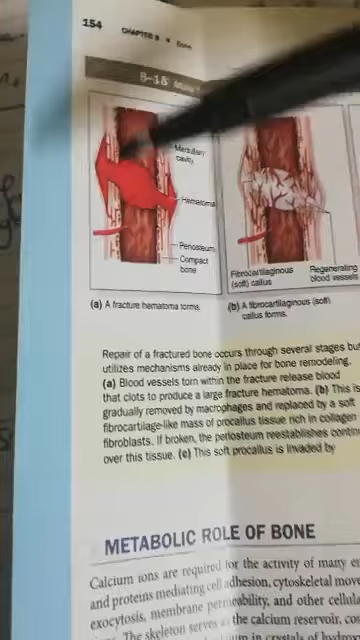 154
CHAPTER 8 ■ Bone
8–15
Medullary
cavity
Hematoma
Periosteum
Compact
bone
Fibrocartilaginous
(soft) callus
Regenerating
blood vessels
(a) A fracture hematoma forms.
(b) A fibrocartilaginous (soft)
callus forms.
Repair of a fractured bone occurs through several stages but
utilizes mechanisms already in place for bone remodeling.
(a) Blood vessels torn within the fracture release blood
that clots to produce a large fracture hematoma. (b) This is
gradually removed by macrophages and replaced by a soft
fibrocartilage-like mass of procallus tissue rich in collagen
fibroblasts. If broken, the periosteum reestablishes
over this tissue. (c) This soft procallus is invaded by
METABOLIC ROLE OF BONE
Calcium ions are required for the activity of many
and proteins mediating cell adhesion, cytoskeletal
exocytosis, membrane permeability, and other
The skeleton serves as the calcium reservoir,
in crystals of